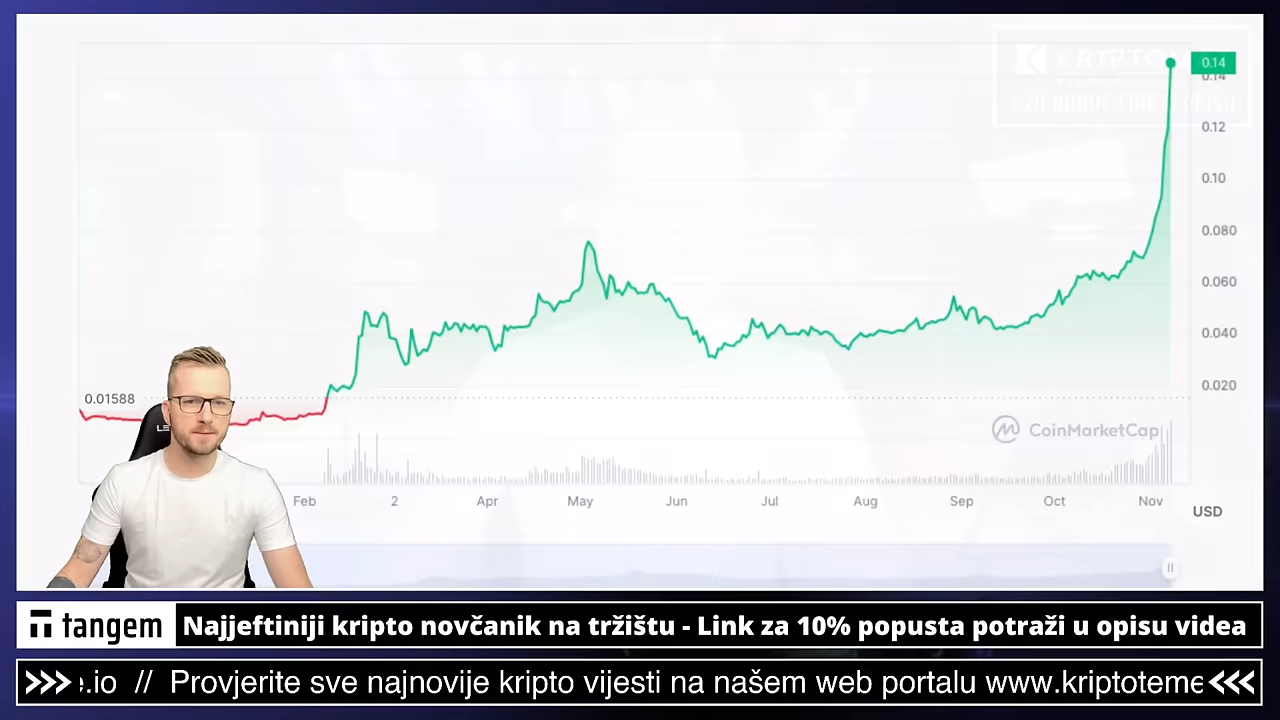 KRIPTO
0.14
0.14
0.12
0.10
0.080
0.060
0.040
0.020
0.01588
CoinMarketCap
Feb 2 Apr May Jun Jul Aug Sep Oct Nov
USD
tangem Najjeftiniji kripto novčanik na tržištu - Link za 10% popusta potraži u opisu videa
.io // Provjerite sve najnovije kripto vijesti na našem web portalu www.kriptoteme